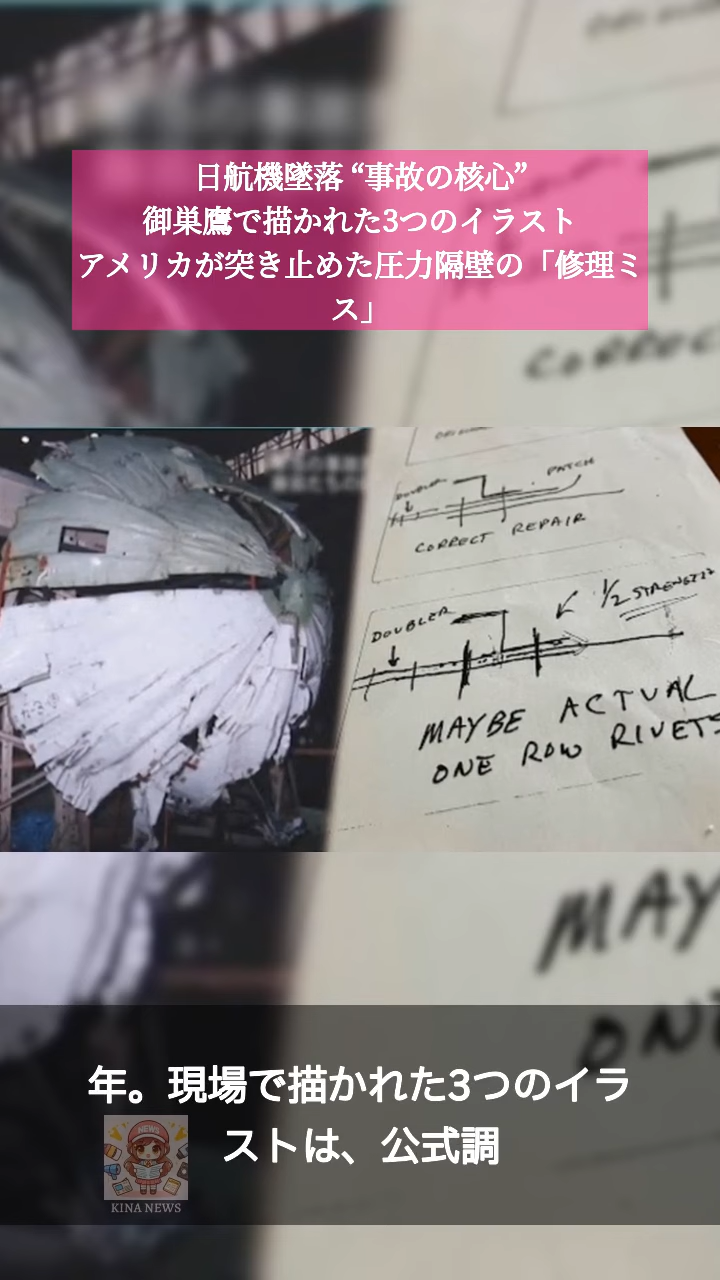 日航機墜落 “事故の核心”
御巣鷹で描かれた3つのイラスト
アメリカが突き止めた圧力隔壁の「修理ミ
ス」
CORREC
DOUBLER
PATCH
CORRECT REPAIR
DOUBLER
1/2 STRENGTH
MAYBE ACTUAL
ONE ROW RIVETS
MAY
ONE
年。現場で描かれた3つのイラ
ストは、公式調
NEWS
KINA NEWS